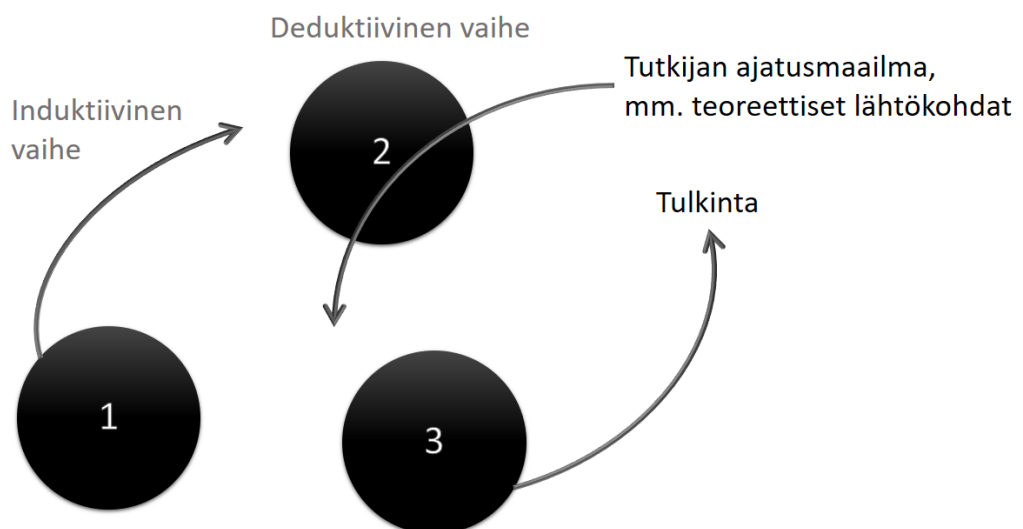 Deduktiivinen vaihe
Induktiivinen
vaihe
2
Tutkijan ajatusmaailma,
mm. teoreettiset lähtökohdat
Tulkinta
1
3